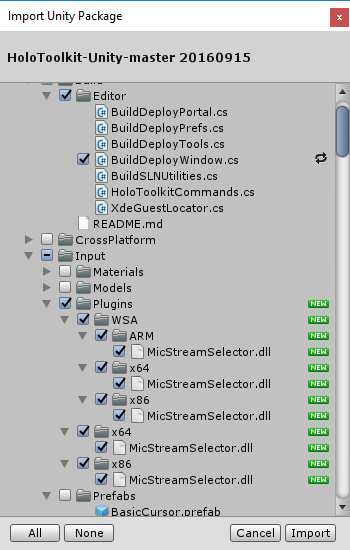 Import Unity Package
HoloToolkit-Unity-master 20160915
Build
Editor
BuildDeployPortal.cs
BuildDeployPrefs.cs
BuildDeployTools.cs
BuildDeployWindow.cs
BuildSLNUtilities.cs
HoloToolkitCommands.cs
XdeGuestLocator.cs
README.md
CrossPlatform
Input
Materials
Models
Plugins NEW
WSA NEW
ARM NEW
MicStreamSelector.dll NEW
x64 NEW
MicStreamSelector.dll NEW
x86 NEW
MicStreamSelector.dll NEW
x64 NEW
MicStreamSelector.dll NEW
x86 NEW
MicStreamSelector.dll NEW
Prefabs
BasicCursor.prefab
All None Cancel Import